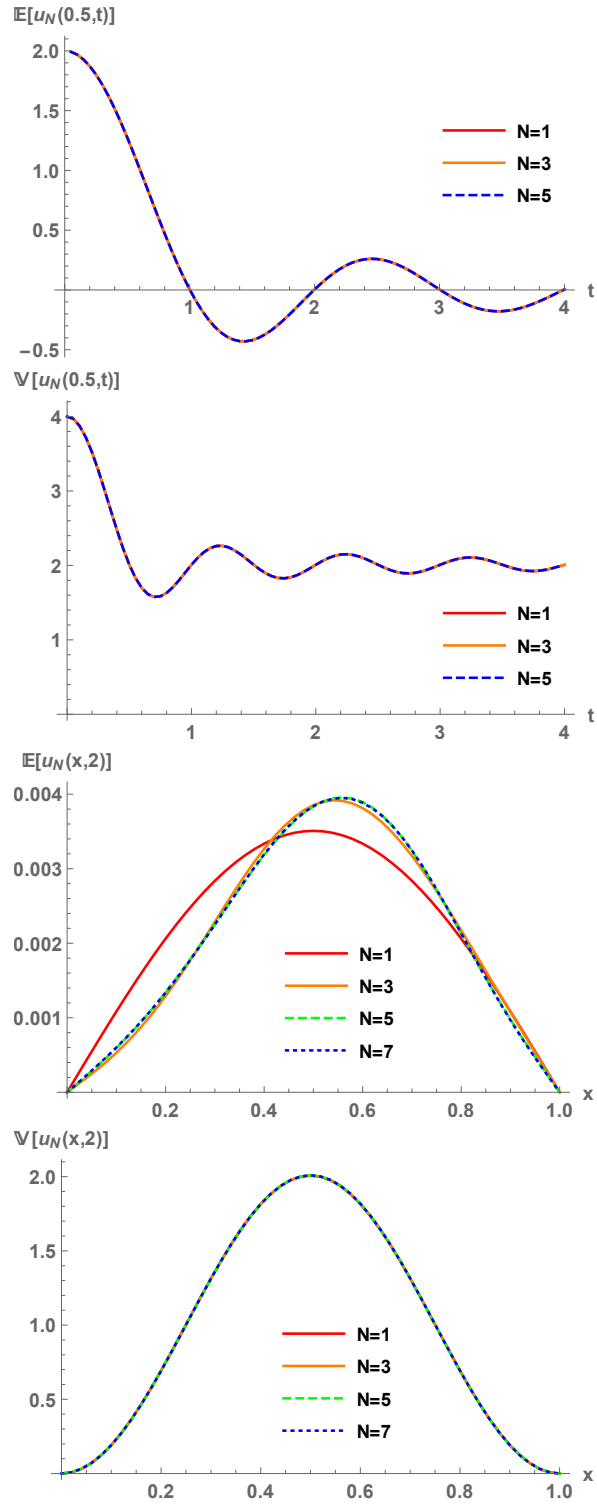 𝔼[u_N(0.5,t)]
2.0
1.5
1.0
0.5
−0.5
1 2 3 4 t
N=1
N=3
N=5
𝕍[u_N(0.5,t)]
4
3
2
1
1 2 3 4 t
N=1
N=3
N=5
𝔼[u_N(x,2)]
0.004
0.003
0.002
0.001
0.2 0.4 0.6 0.8 1.0 x
N=1
N=3
N=5
N=7
𝕍[u_N(x,2)]
2.0
1.5
1.0
0.5
0.2 0.4 0.6 0.8 1.0 x
N=1
N=3
N=5
N=7